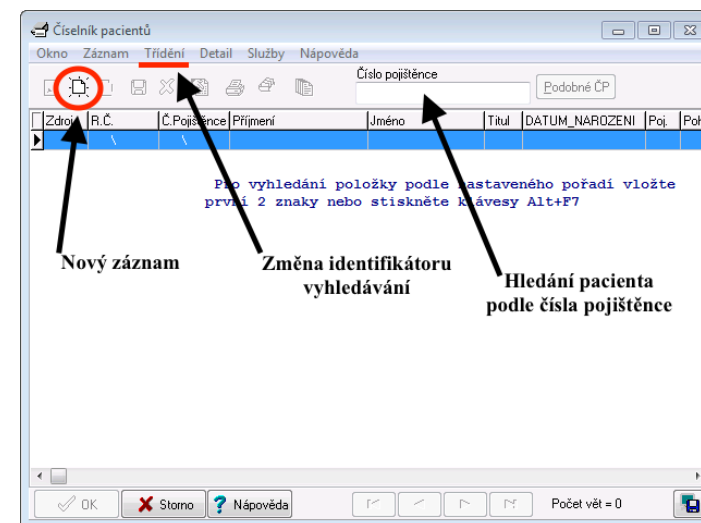 Číselník pacientů
Okno Záznam Třídění Detail Služby Nápověda
Číslo pojištěnce
Podobné ČP
Zdroj R.Č. Č.Pojištěnce Příjmení Jméno Titul DATUM_NAROZENI Poj. Poh
\ \
Pro vyhledání položky podle nastaveného pořadí vložte
první 2 znaky nebo stiskněte klávesy Alt+F7
Nový záznam
Změna identifikátoru
vyhledávání
Hledání pacienta
podle čísla pojištěnce
OK Storno Nápověda Počet vět = 0